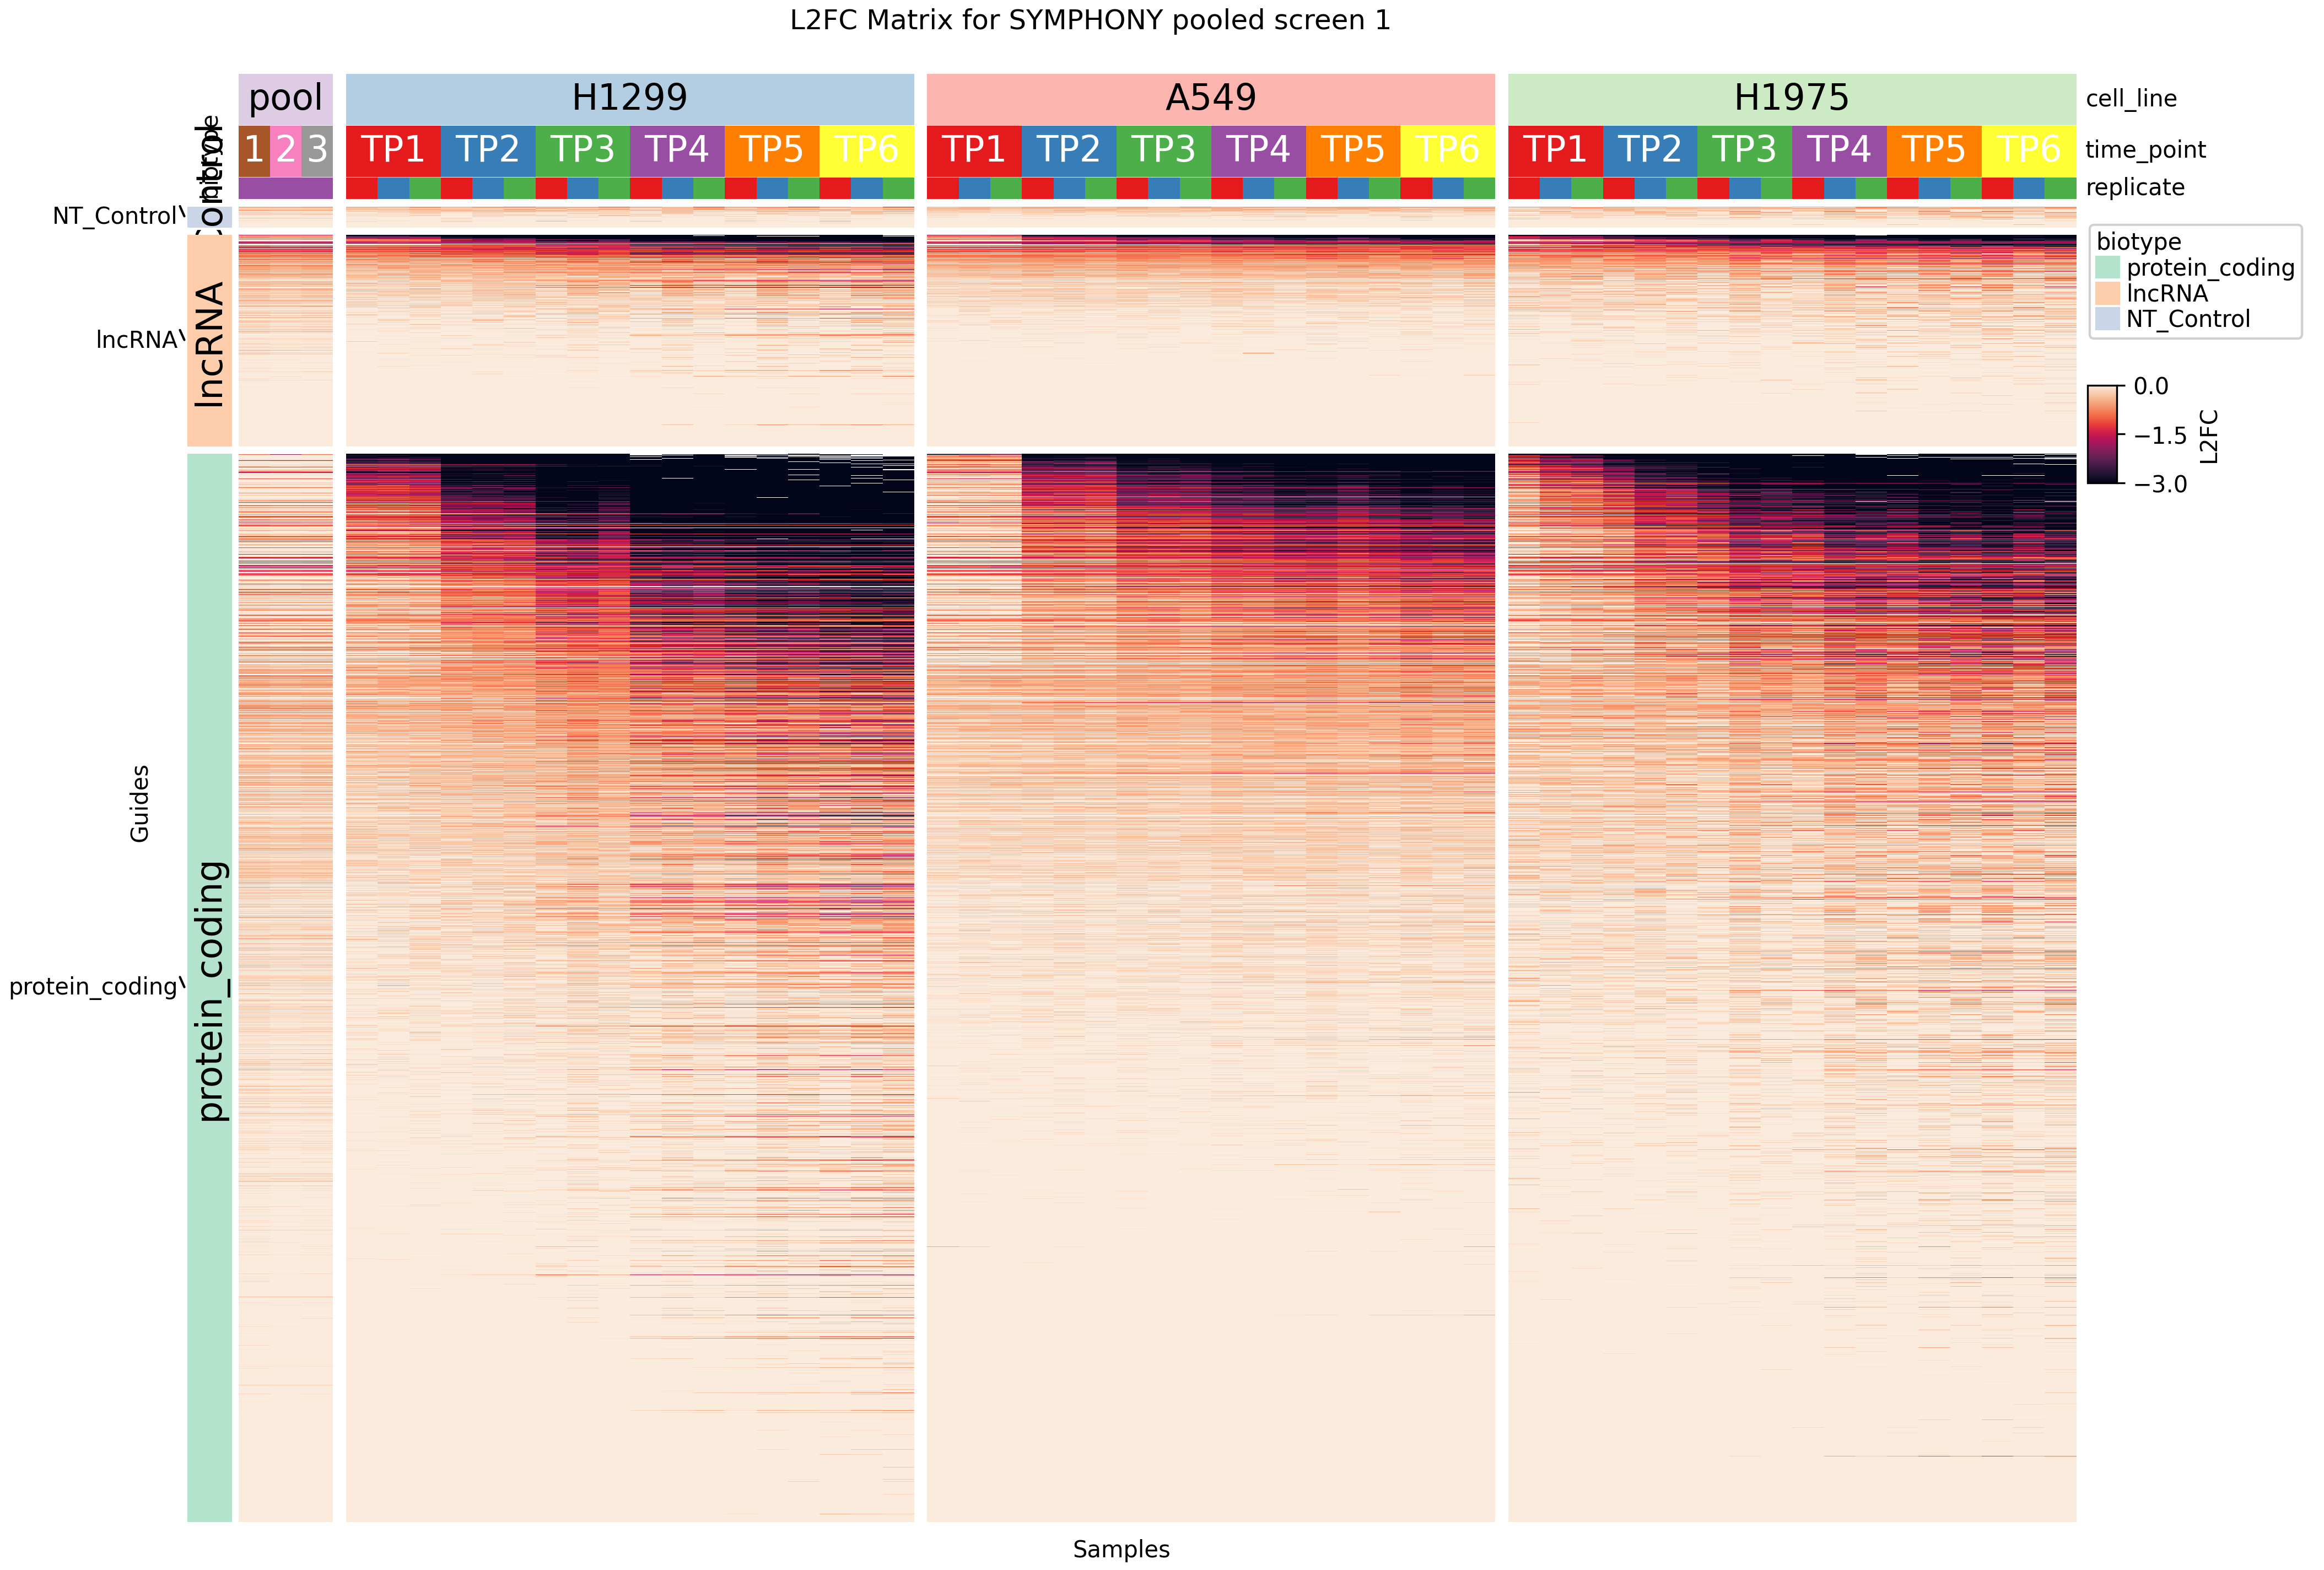 L2FC Matrix for SYMPHONY pooled screen 1
pool H1299 A549 H1975 cell_line
1 2 3 TP1 TP2 TP3 TP4 TP5 TP6 TP1 TP2 TP3 TP4 TP5 TP6 TP1 TP2 TP3 TP4 TP5 TP6 time_point
replicate
NT_Control
lncRNA
lncRNA
protein_coding
protein_coding
Guides
Samples
biotype
protein_coding
lncRNA
NT_Control
0.0
−1.5
−3.0
L2FC